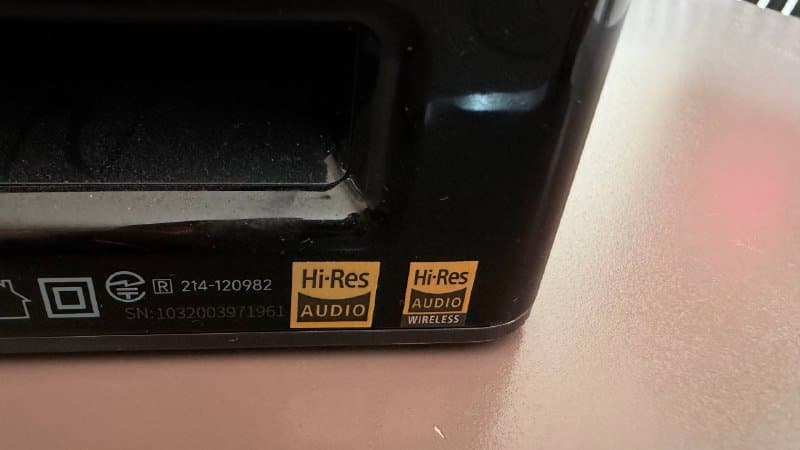 R 214-120982
SN:1032003971961
Hi-Res
AUDIO
Hi-Res
AUDIO
WIRELESS